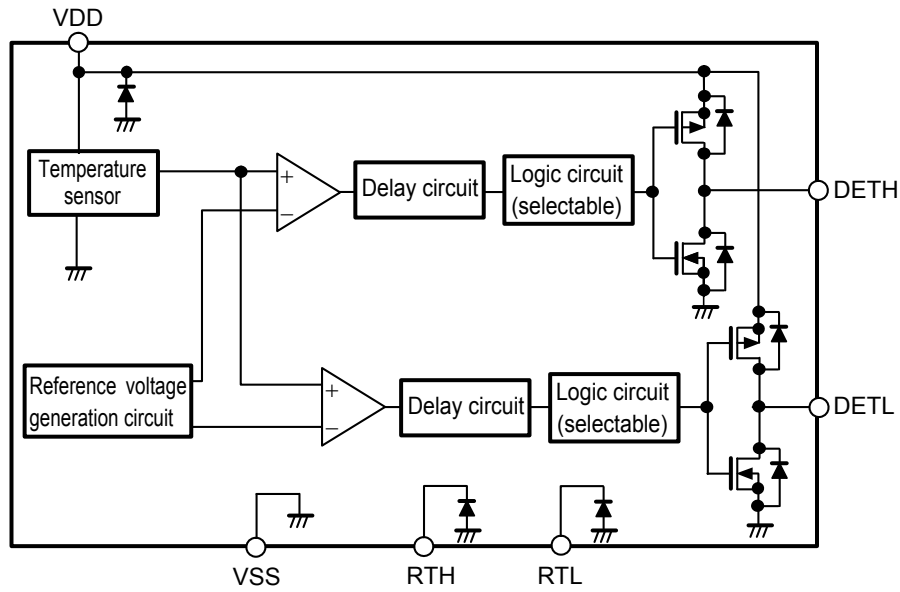 VDD
Temperature
sensor
+
−
Delay circuit
Logic circuit
(selectable)
DETH
Reference voltage
generation circuit
+
−
Delay circuit
Logic circuit
(selectable)
DETL
VSS
RTH
RTL